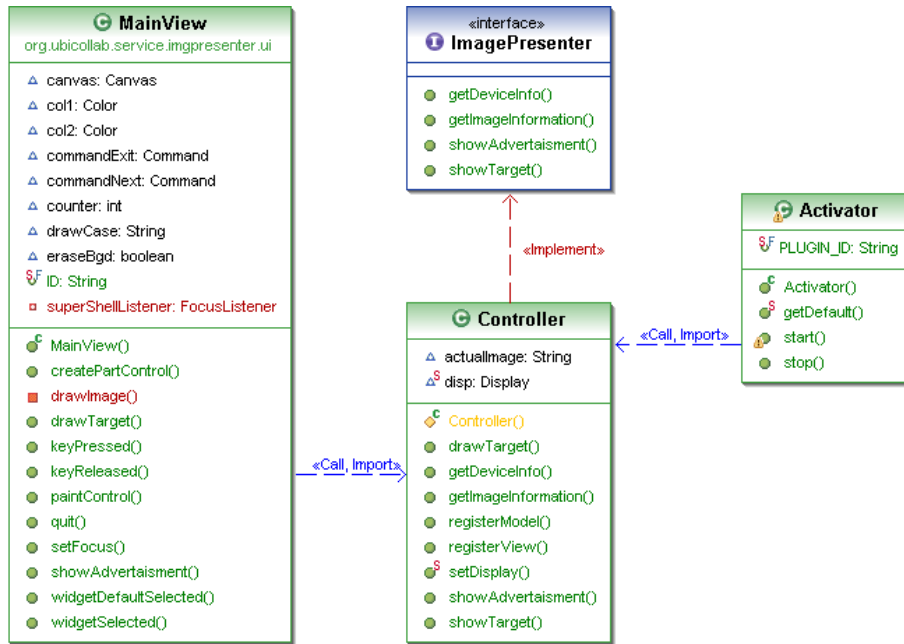 MainView
org.ubicollab.service.imgpresenter.ui
canvas: Canvas
col1: Color
col2: Color
commandExit: Command
commandNext: Command
counter: int
drawCase: String
eraseBgd: boolean
ID: String
superShellListener: FocusListener
MainView()
createPartControl()
drawImage()
drawTarget()
keyPressed()
keyReleased()
paintControl()
quit()
setFocus()
showAdvertaisment()
widgetDefaultSelected()
widgetSelected()
«Call, Import»
«interface»
ImagePresenter
getDeviceInfo()
getImageInformation()
showAdvertaisment()
showTarget()
«Implement»
Controller
actualImage: String
disp: Display
Controller()
drawTarget()
getDeviceInfo()
getImageInformation()
registerModel()
registerView()
setDisplay()
showAdvertaisment()
showTarget()
«Call, Import»
Activator
PLUGIN_ID: String
Activator()
getDefault()
start()
stop()